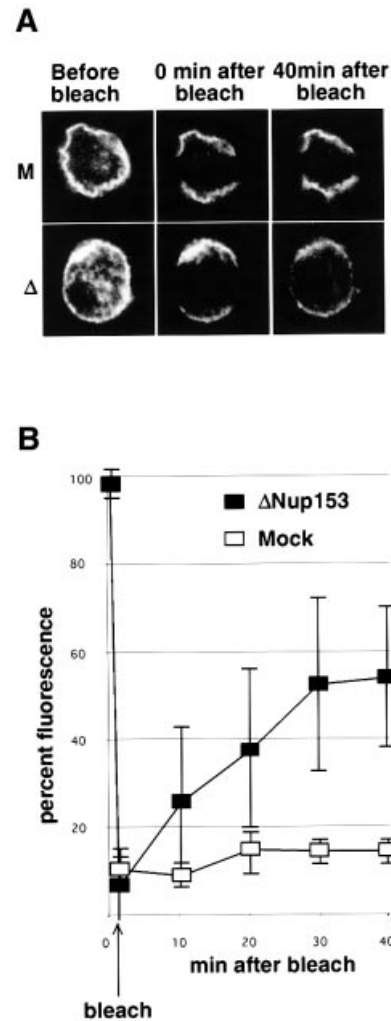 A
Before bleach
0 min after bleach
40min after bleach
M
Δ
B
100
80
60
40
20
percent fluorescence
ΔNup153
Mock
0 10 20 30 40
min after bleach
bleach